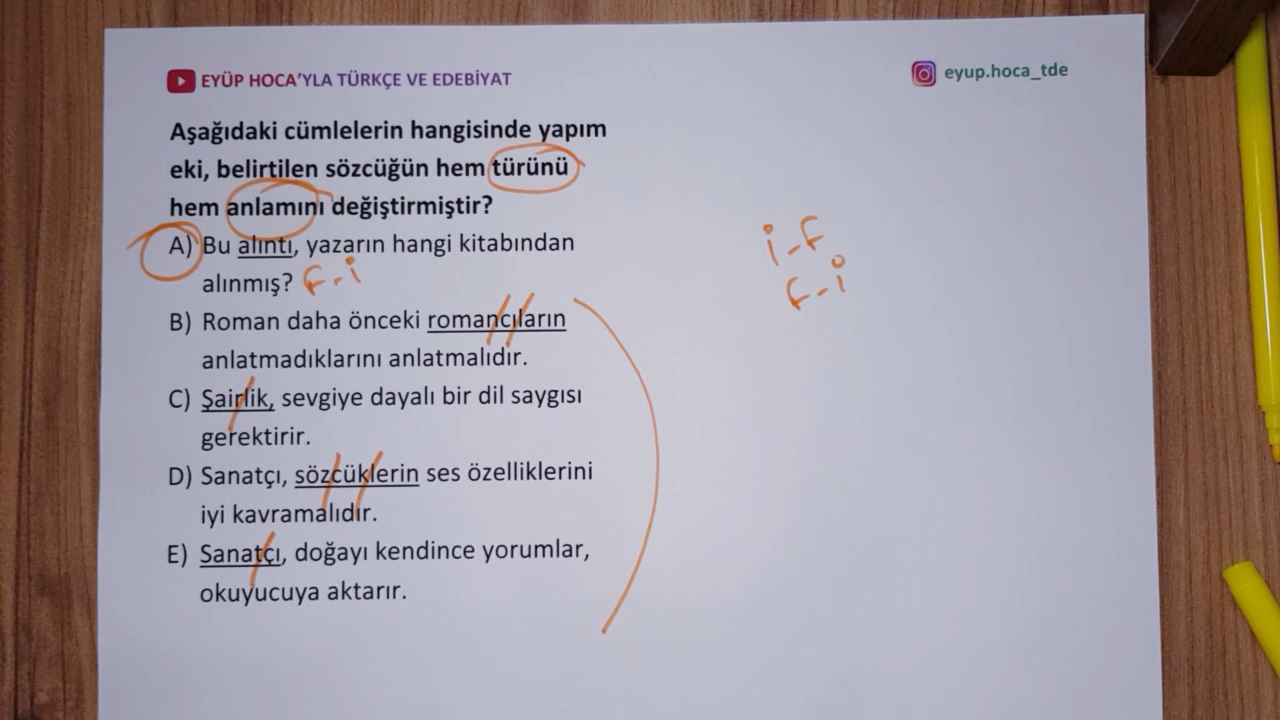 EYÜP HOCA'YLA TÜRKÇE VE EDEBİYAT
eyup.hoca_tde
Aşağıdaki cümlelerin hangisinde yapım
eki, belirtilen sözcüğün hem türünü
hem anlamını değiştirmiştir?
A) Bu alıntı, yazarın hangi kitabından
alınmış? F-i
B) Roman daha önceki romancıların
anlatmadıklarını anlatmalıdır.
C) Şairlik, sevgiye dayalı bir dil saygısı
gerektirir.
D) Sanatçı, sözcüklerin ses özelliklerini
iyi kavramalıdır.
E) Sanatçı, doğayı kendince yorumlar,
okuyucuya aktarır.
i-F
F-i